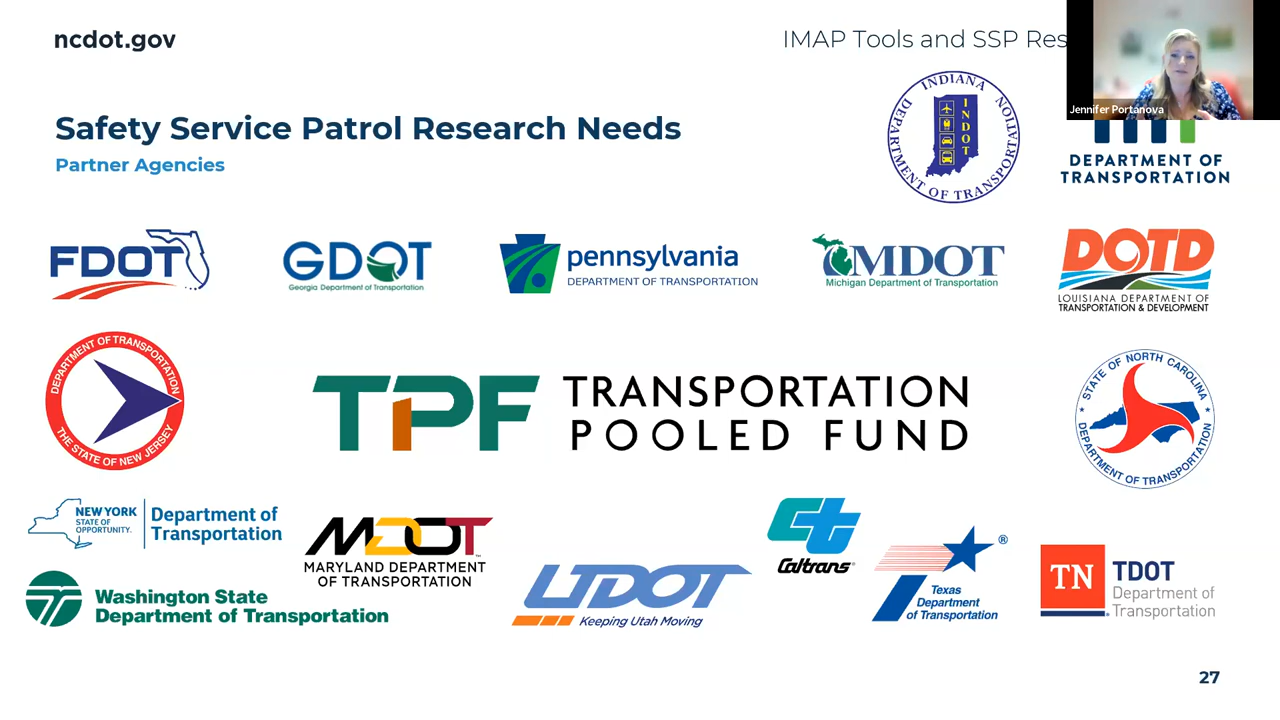 ncdot.gov
IMAP Tools and SSP Res
Jennifer Portanova
Safety Service Patrol Research Needs
Partner Agencies
INDIANA
DEPARTMENT OF TRANSPORTATION
INDOT
DEPARTMENT OF
TRANSPORTATION
FDOT
GDOT
Georgia Department of Transportation
pennsylvania
DEPARTMENT OF TRANSPORTATION
MDOT
Michigan Department of Transportation
DOTD
LOUISIANA DEPARTMENT OF
TRANSPORTATION & DEVELOPMENT
DEPARTMENT OF TRANSPORTATION
THE STATE OF NEW JERSEY
TPF
TRANSPORTATION
POOLED FUND
STATE OF NORTH CAROLINA
DEPARTMENT OF TRANSPORTATION
NEW YORK
STATE OF
OPPORTUNITY.
Department of
Transportation
MDOT™
MARYLAND DEPARTMENT
OF TRANSPORTATION
Caltrans®
Washington State
Department of Transportation
UDOT
Keeping Utah Moving
Texas
Department
of Transportation
®
TN
TDOT
Department of
Transportation
27